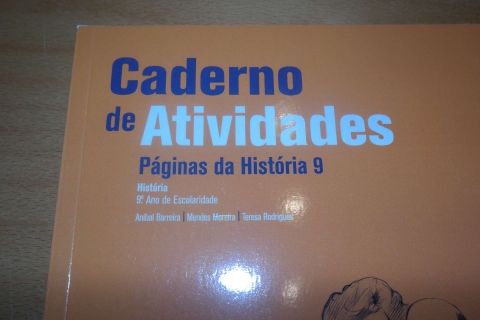 Caderno
de Atividades
Páginas da História 9
História
9º Ano de Escolaridade
Aníbal Barreira | Mendes Moreira | Teresa Rodrigues